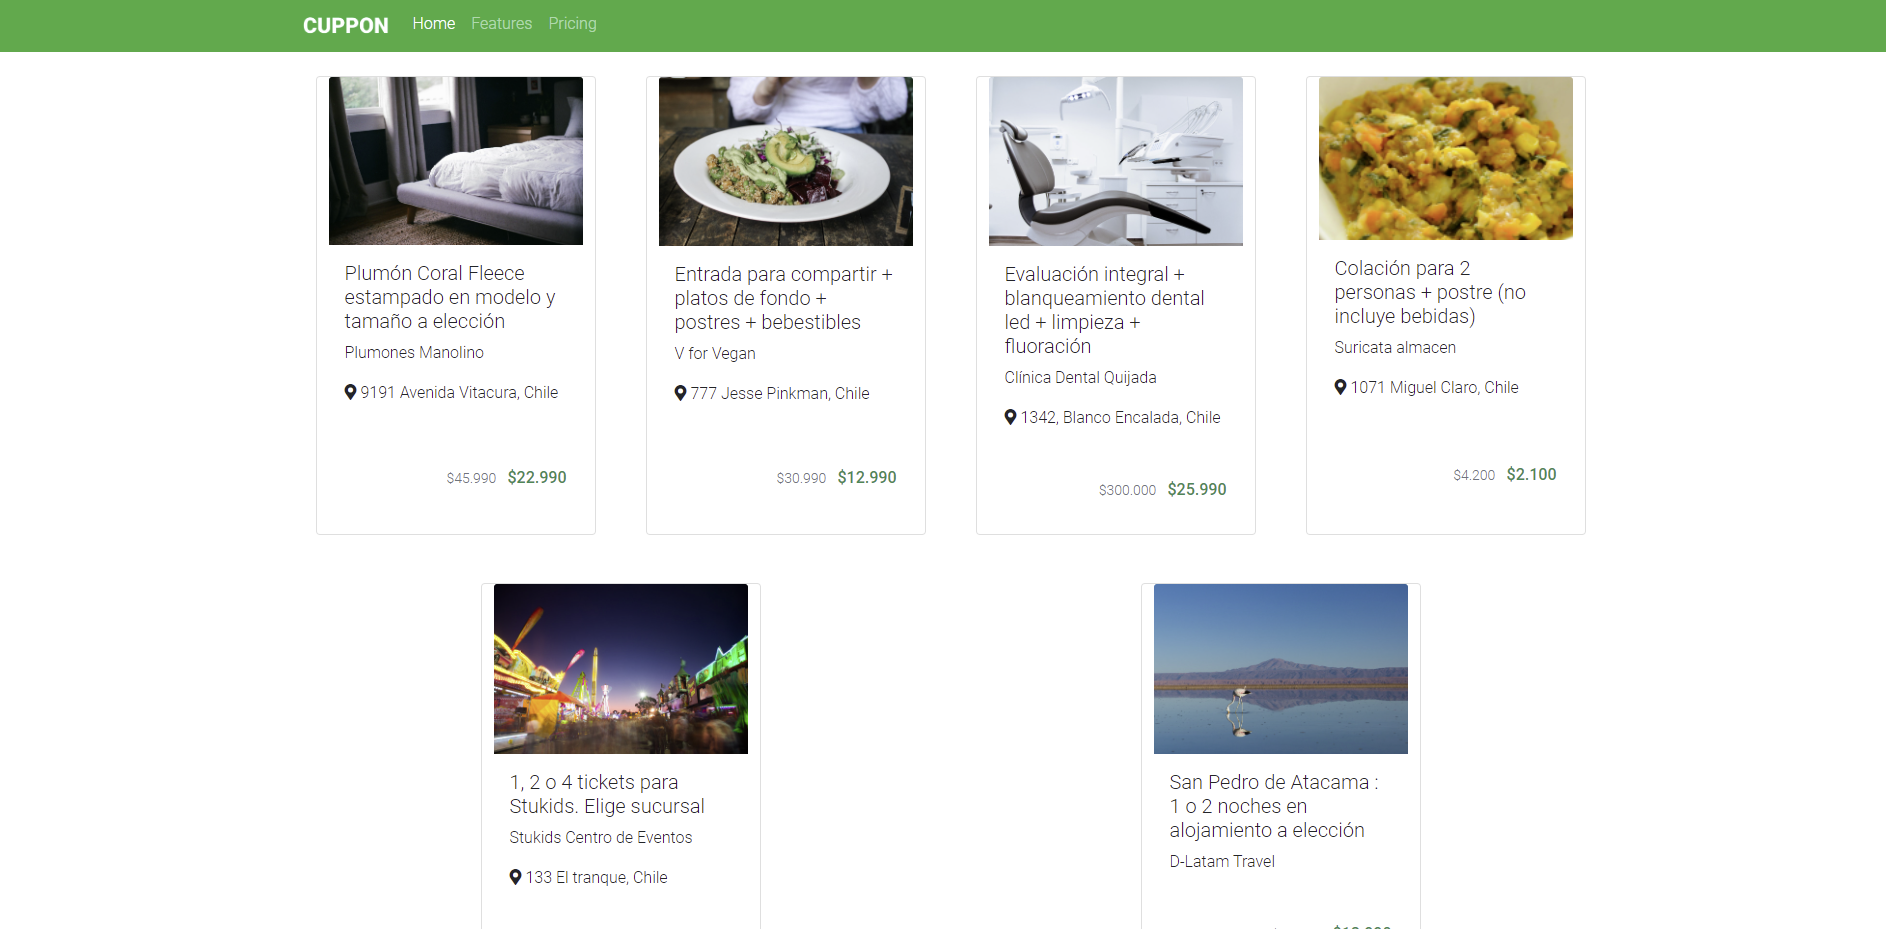 CUPPON Home Features Pricing
Plumón Coral Fleece
estampado en modelo y
tamaño a elección
Plumones Manolino
9191 Avenida Vitacura, Chile
$45.990 $22.990
Entrada para compartir +
platos de fondo +
postres + bebestibles
V for Vegan
777 Jesse Pinkman, Chile
$30.990 $12.990
Evaluación integral +
blanqueamiento dental
led + limpieza +
fluoración
Clínica Dental Quijada
1342, Blanco Encalada, Chile
$300.000 $25.990
Colación para 2
personas + postre (no
incluye bebidas)
Suricata almacen
1071 Miguel Claro, Chile
$4.200 $2.100
1, 2 o 4 tickets para
Stukids. Elige sucursal
Stukids Centro de Eventos
133 El tranque, Chile
San Pedro de Atacama :
1 o 2 noches en
alojamiento a elección
D-Latam Travel